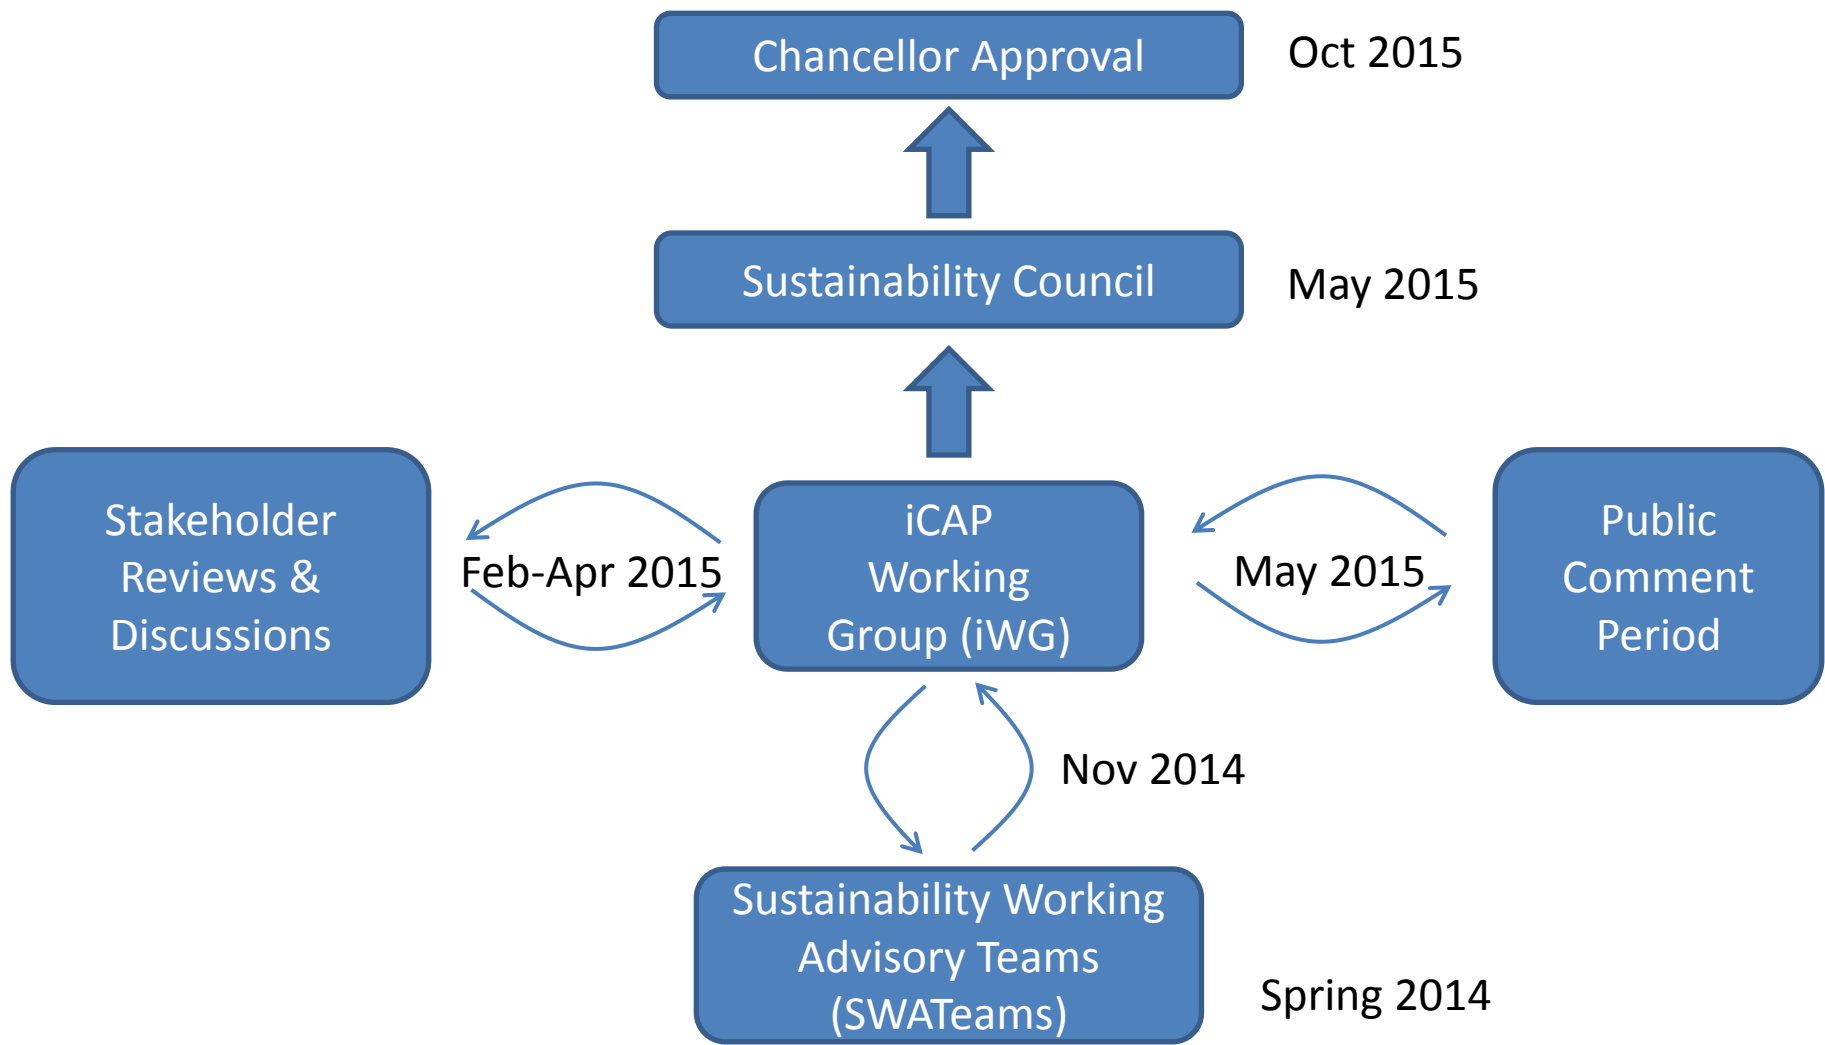 Chancellor Approval
Oct 2015
Sustainability Council
May 2015
Stakeholder
Reviews &
Discussions
Feb-Apr 2015
iCAP
Working
Group (iWG)
May 2015
Public
Comment
Period
Nov 2014
Sustainability Working
Advisory Teams
(SWATeams)
Spring 2014